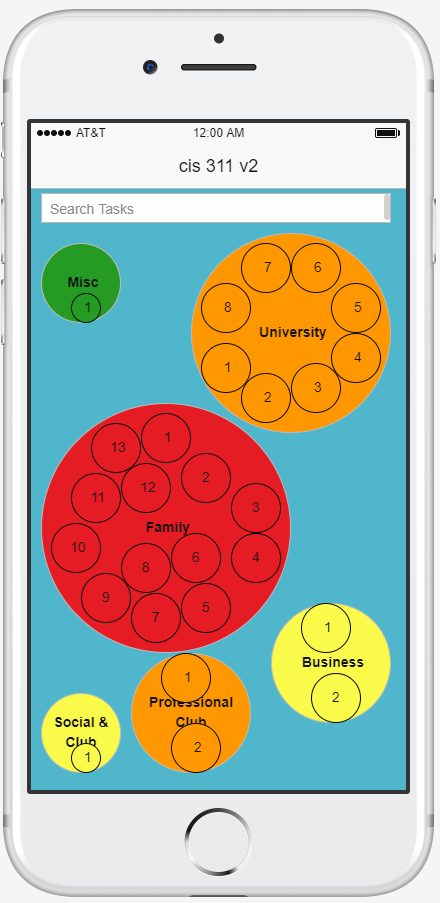 AT&T 12:00 AM
cis 311 v2
Search Tasks
Misc
1
University
1
2
3
4
5
6
7
8
Family
1
2
3
4
5
6
7
8
9
10
11
12
13
Business
1
2
Professional
Club
1
2
Social &
Club
1